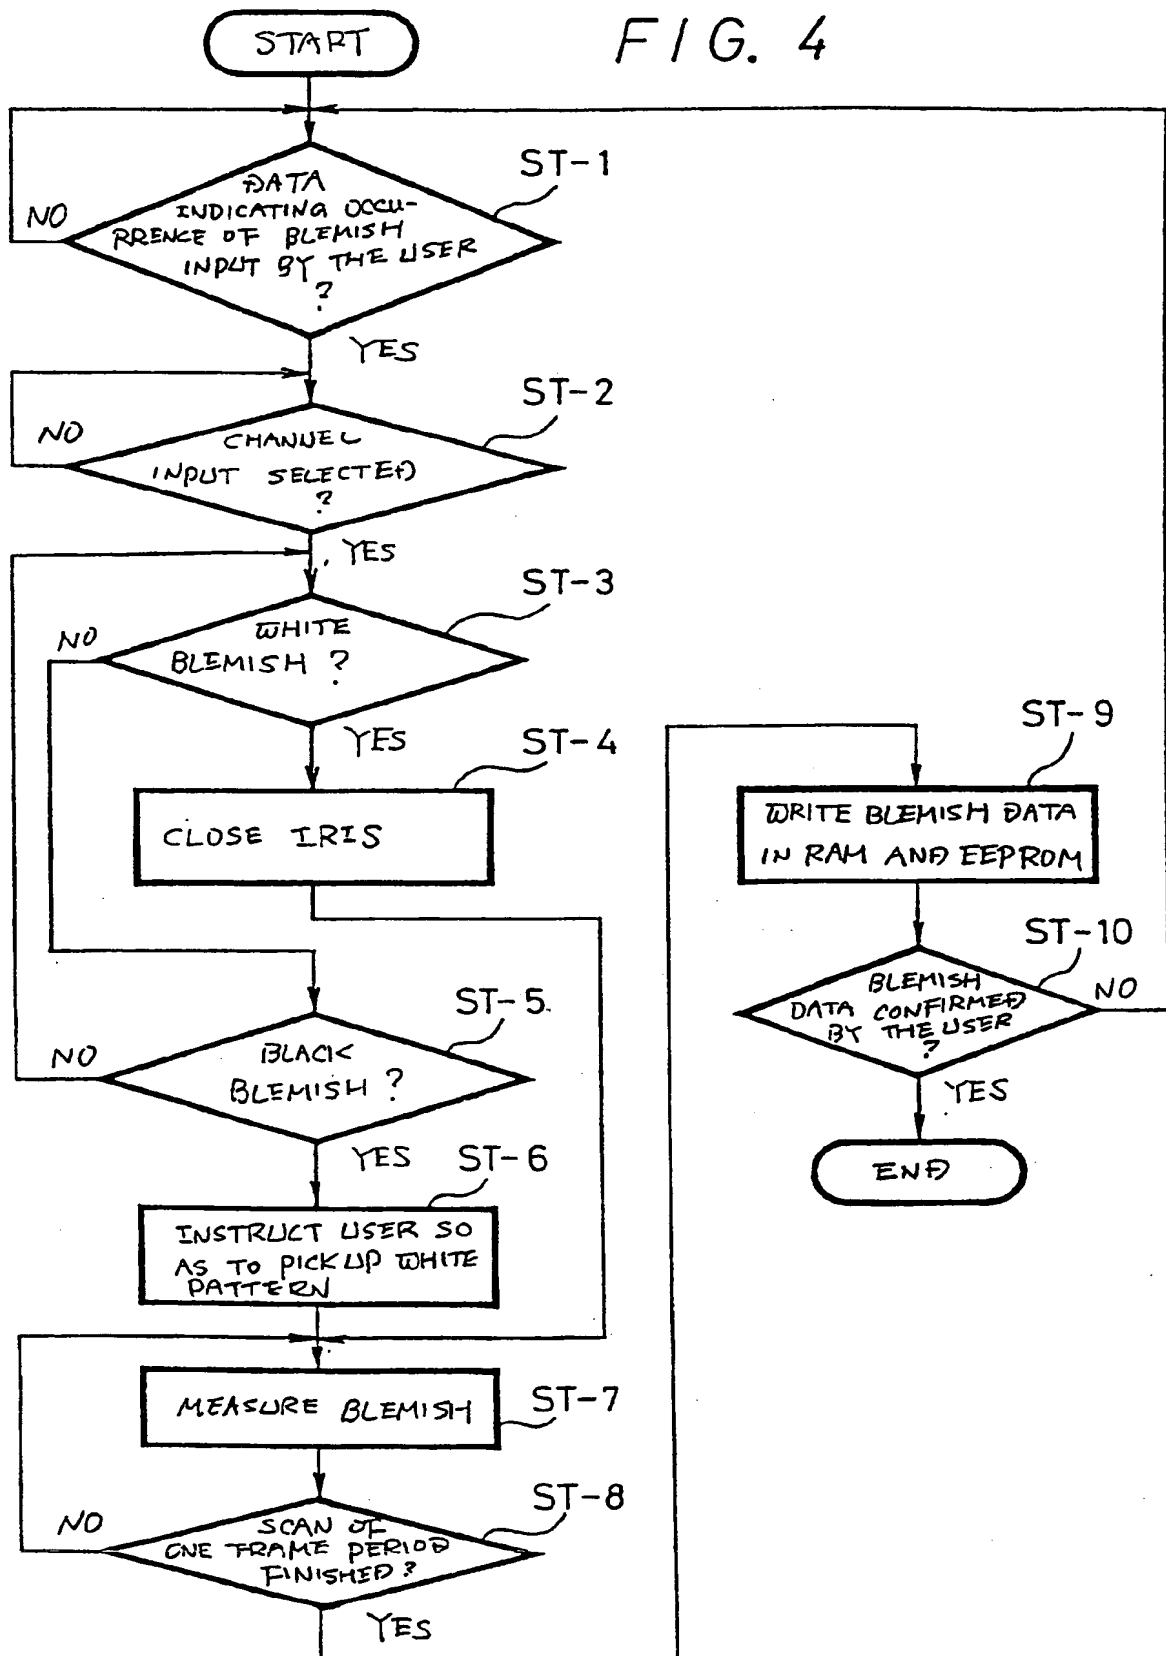 FIG. 4
START
ST-1
DATA
INDICATING OCCU-
RRENCE OF BLEMISH
INPUT BY THE USER
?
NO
YES
ST-2
CHANNEL
INPUT SELECTED
?
NO
YES
ST-3
WHITE
BLEMISH ?
NO
YES
ST-4
CLOSE IRIS
ST-5
BLACK
BLEMISH ?
NO
YES
ST-6
INSTRUCT USER SO
AS TO PICK UP WHITE
PATTERN
MEASURE BLEMISH
ST-7
ST-8
SCAN OF
ONE FRAME PERIOD
FINISHED ?
NO
YES
ST-9
WRITE BLEMISH DATA
IN RAM AND EEPROM
ST-10
BLEMISH
DATA CONFIRMED
BY THE USER
?
NO
YES
END